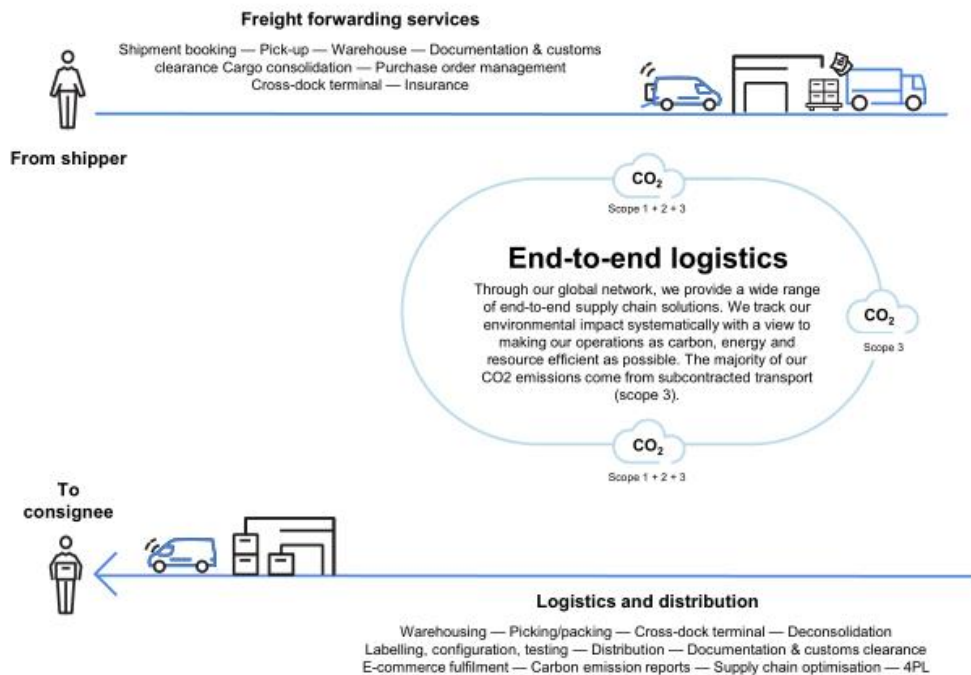 Freight forwarding services
Shipment booking — Pick-up — Warehouse — Documentation & customs
clearance Cargo consolidation — Purchase order management
Cross-dock terminal — Insurance
From shipper
CO₂
Scope 1 + 2 + 3
End-to-end logistics
Through our global network, we provide a wide range
of end-to-end supply chain solutions. We track our
environmental impact systematically with a view to
making our operations as carbon, energy and
resource efficient as possible. The majority of our
CO2 emissions come from subcontracted transport
(scope 3).
CO₂
Scope 3
CO₂
Scope 1 + 2 + 3
To
consignee
Logistics and distribution
Warehousing — Picking/packing — Cross-dock terminal — Deconsolidation
Labelling, configuration, testing — Distribution — Documentation & customs clearance
E-commerce fulfilment — Carbon emission reports — Supply chain optimisation — 4PL